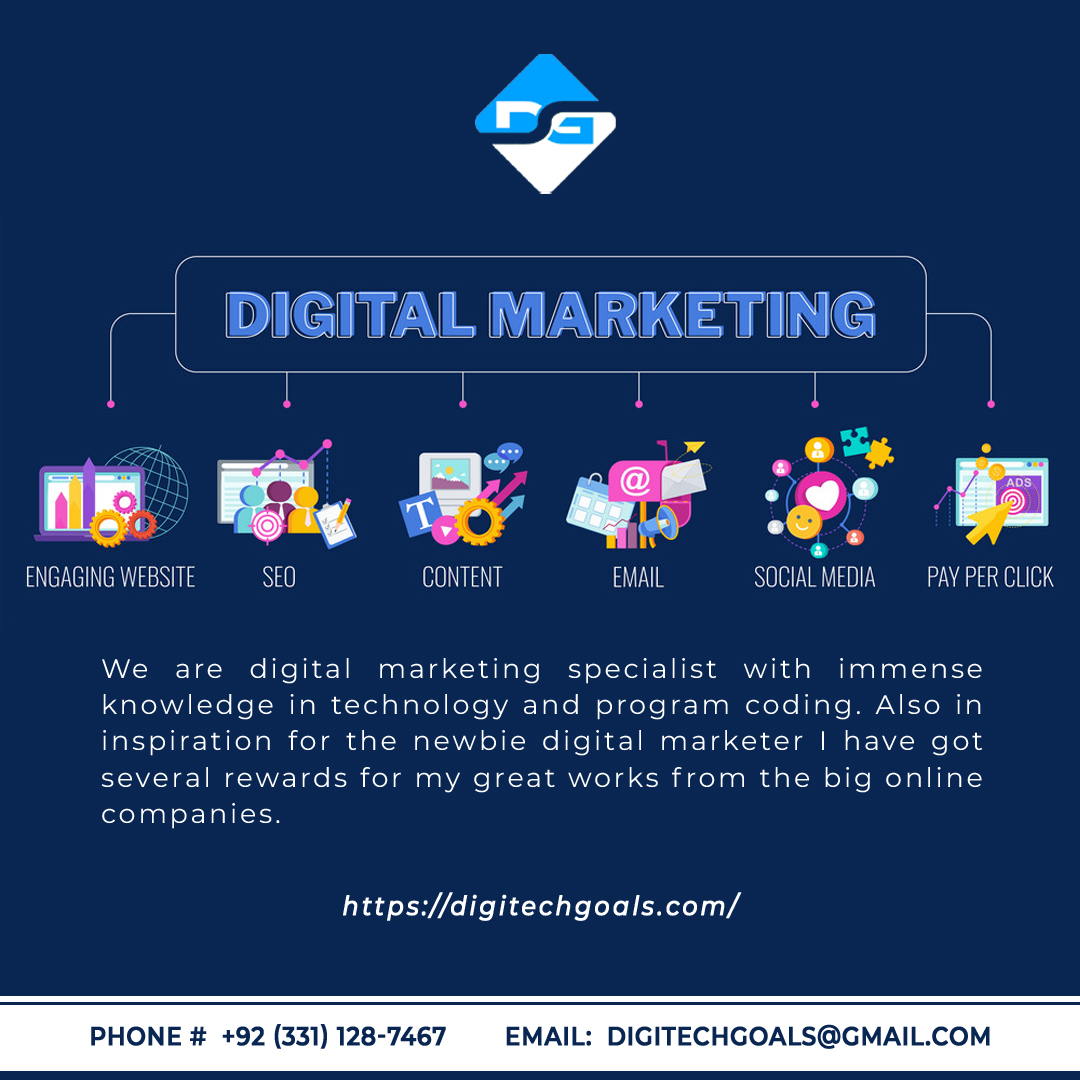 DG
DIGITAL MARKETING
ADS
T
@
ENGAGING WEBSITE
SEO
CONTENT
EMAIL
SOCIAL MEDIA
PAY PER CLICK
We are digital marketing specialist with immense
knowledge in technology and program coding. Also in
inspiration for the newbie digital marketer I have got
several rewards for my great works from the big online
companies.
https://digitechgoals.com/
PHONE # +92 (331) 128-7467 EMAIL: DIGITECHGOALS@GMAIL.COM